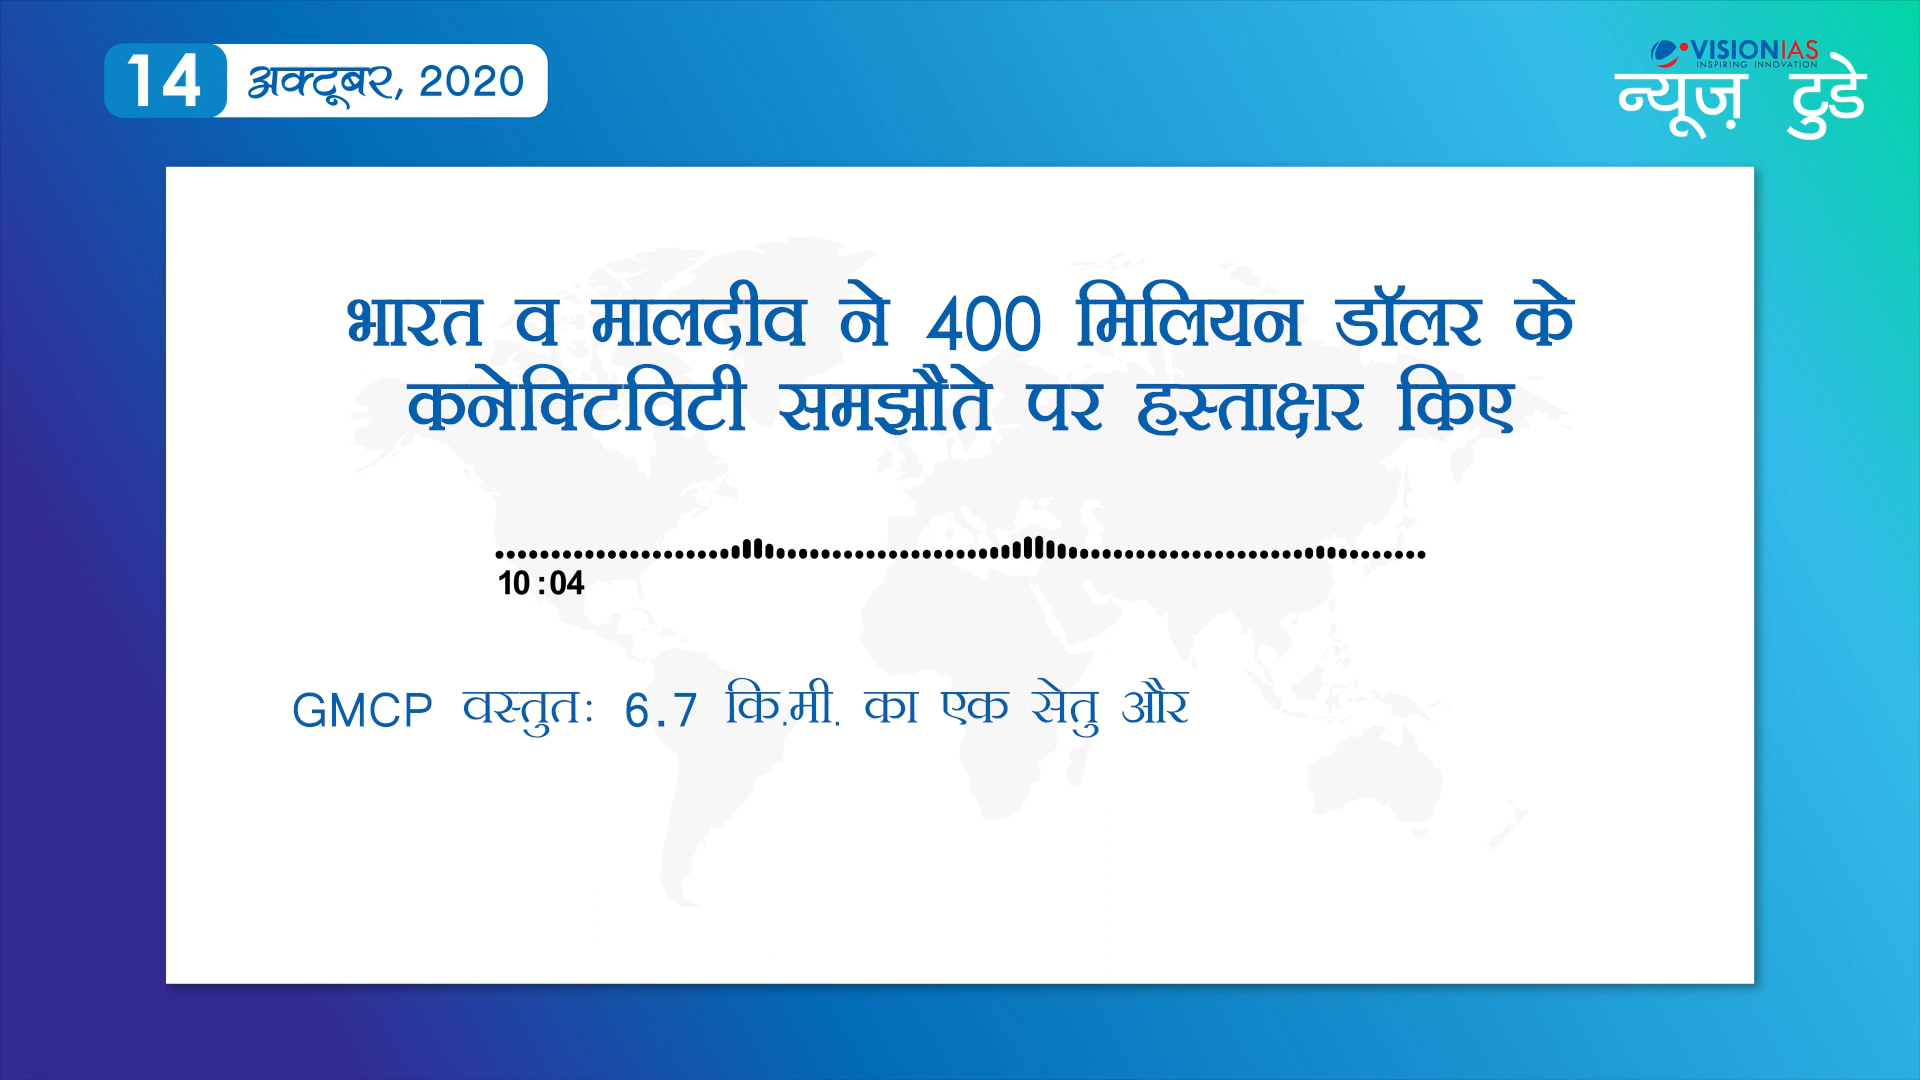 14 अक्टूबर, 2020
VISIONIAS
INSPIRING INNOVATION
न्यूज़ टुडे
भारत व मालदीव ने 400 मिलियन डॉलर के
कनेक्टिविटी समझौते पर हस्ताक्षर किए
10:04
GMCP वस्तुतः 6.7 कि.मी. का एक सेतु और